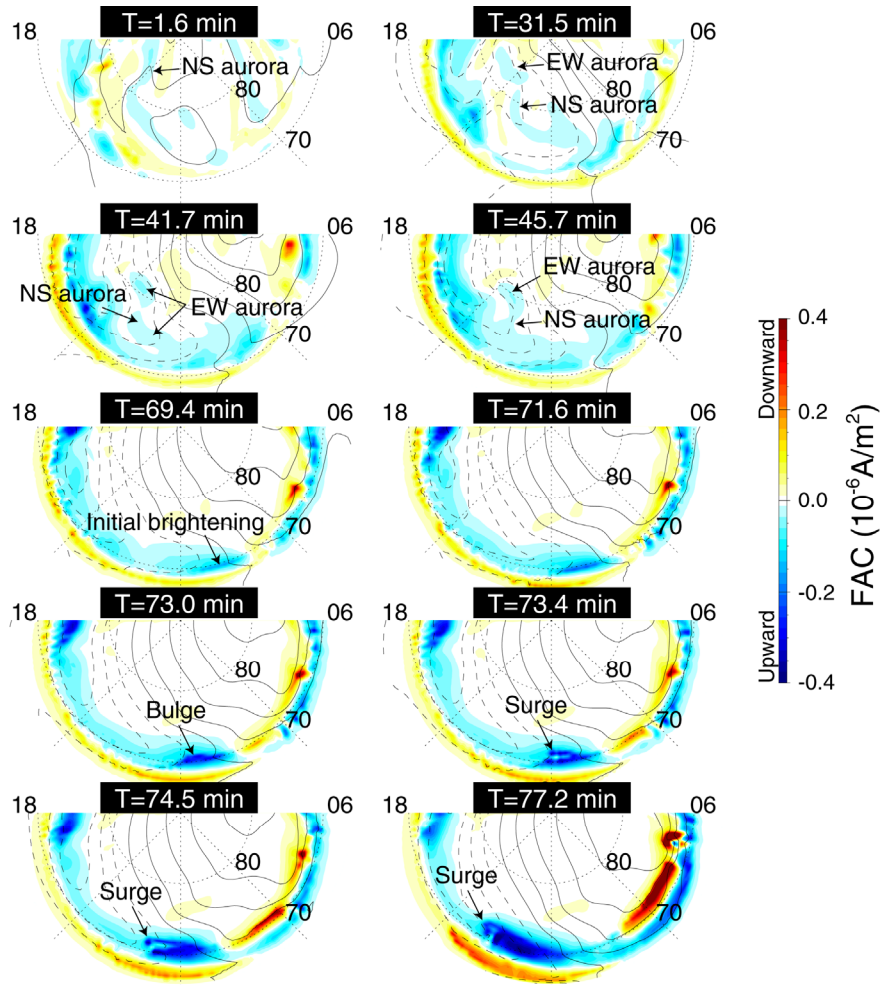 T=1.6 min
18
06
NS aurora
80
70
T=31.5 min
18
06
EW aurora
80
NS aurora
70
T=41.7 min
18
06
80
NS aurora
EW aurora
70
T=45.7 min
18
06
EW aurora
80
NS aurora
70
T=69.4 min
18
06
80
Initial brightening
70
T=71.6 min
18
06
80
70
T=73.0 min
18
06
80
Bulge
70
T=73.4 min
18
06
80
Surge
70
T=74.5 min
18
06
80
Surge
70
T=77.2 min
18
06
80
Surge
70
Downward
Upward
0.4
0.2
0.0
-0.2
-0.4
FAC (10⁻⁶A/m²)